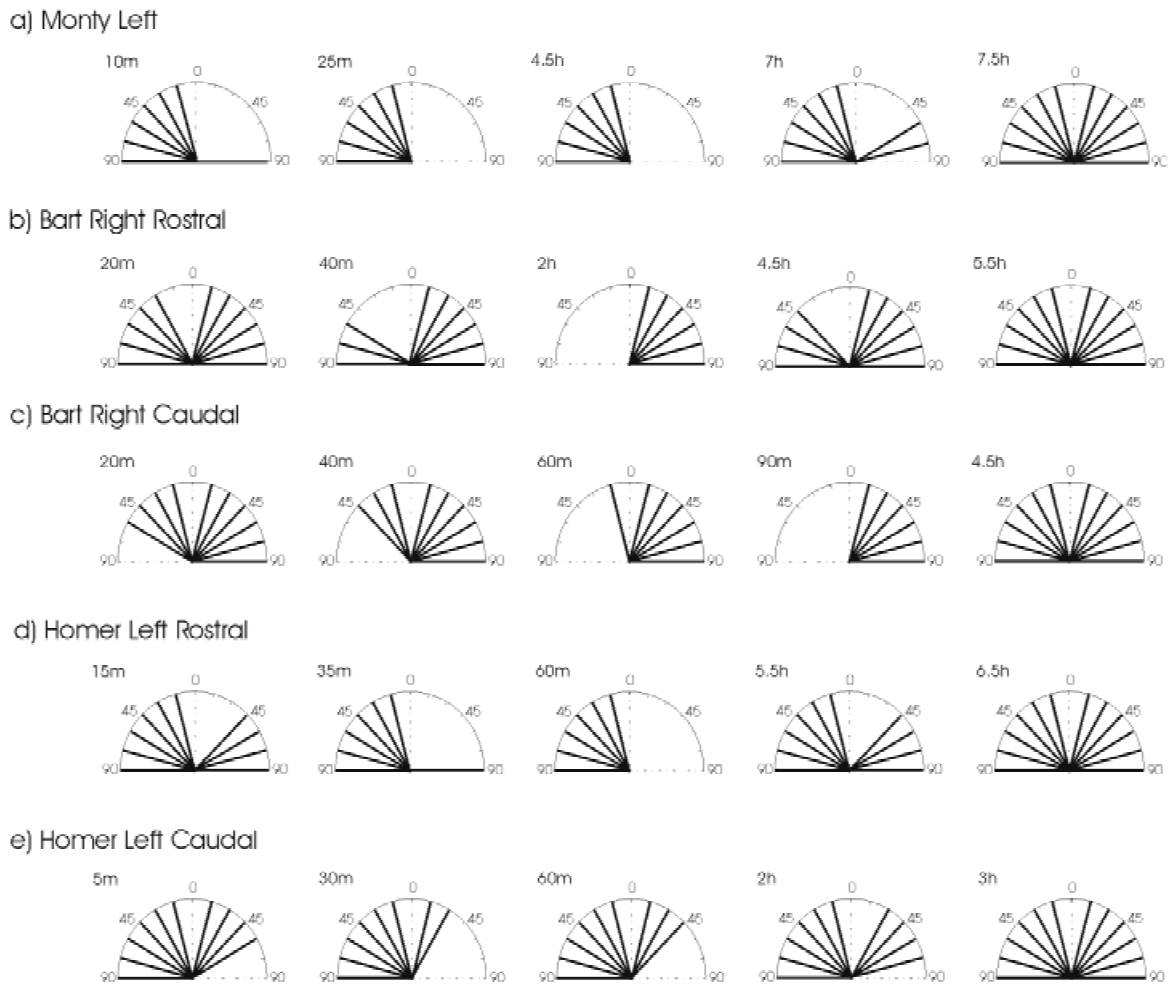 a) Monty Left
10m 25m 4.5h 7h 7.5h
0 0 0 0 0
45 45 45 45 45 45 45 45 45 45
90 90 90 90 90 90 90 90 90 90
b) Bart Right Rostral
20m 40m 2h 4.5h 5.5h
0 0 0 0 0
45 45 45 45 45 45 45 45 45 45
90 90 90 90 90 90 90 90 90 90
c) Bart Right Caudal
20m 40m 60m 90m 4.5h
0 0 0 0 0
45 45 45 45 45 45 45 45 45 45
90 90 90 90 90 90 90 90 90 90
d) Homer Left Rostral
15m 35m 60m 5.5h 6.5h
0 0 0 0 0
45 45 45 45 45 45 45 45 45 45
90 90 90 90 90 90 90 90 90 90
e) Homer Left Caudal
5m 30m 60m 2h 3h
0 0 0 0 0
45 45 45 45 45 45 45 45 45 45
90 90 90 90 90 90 90 90 90 90